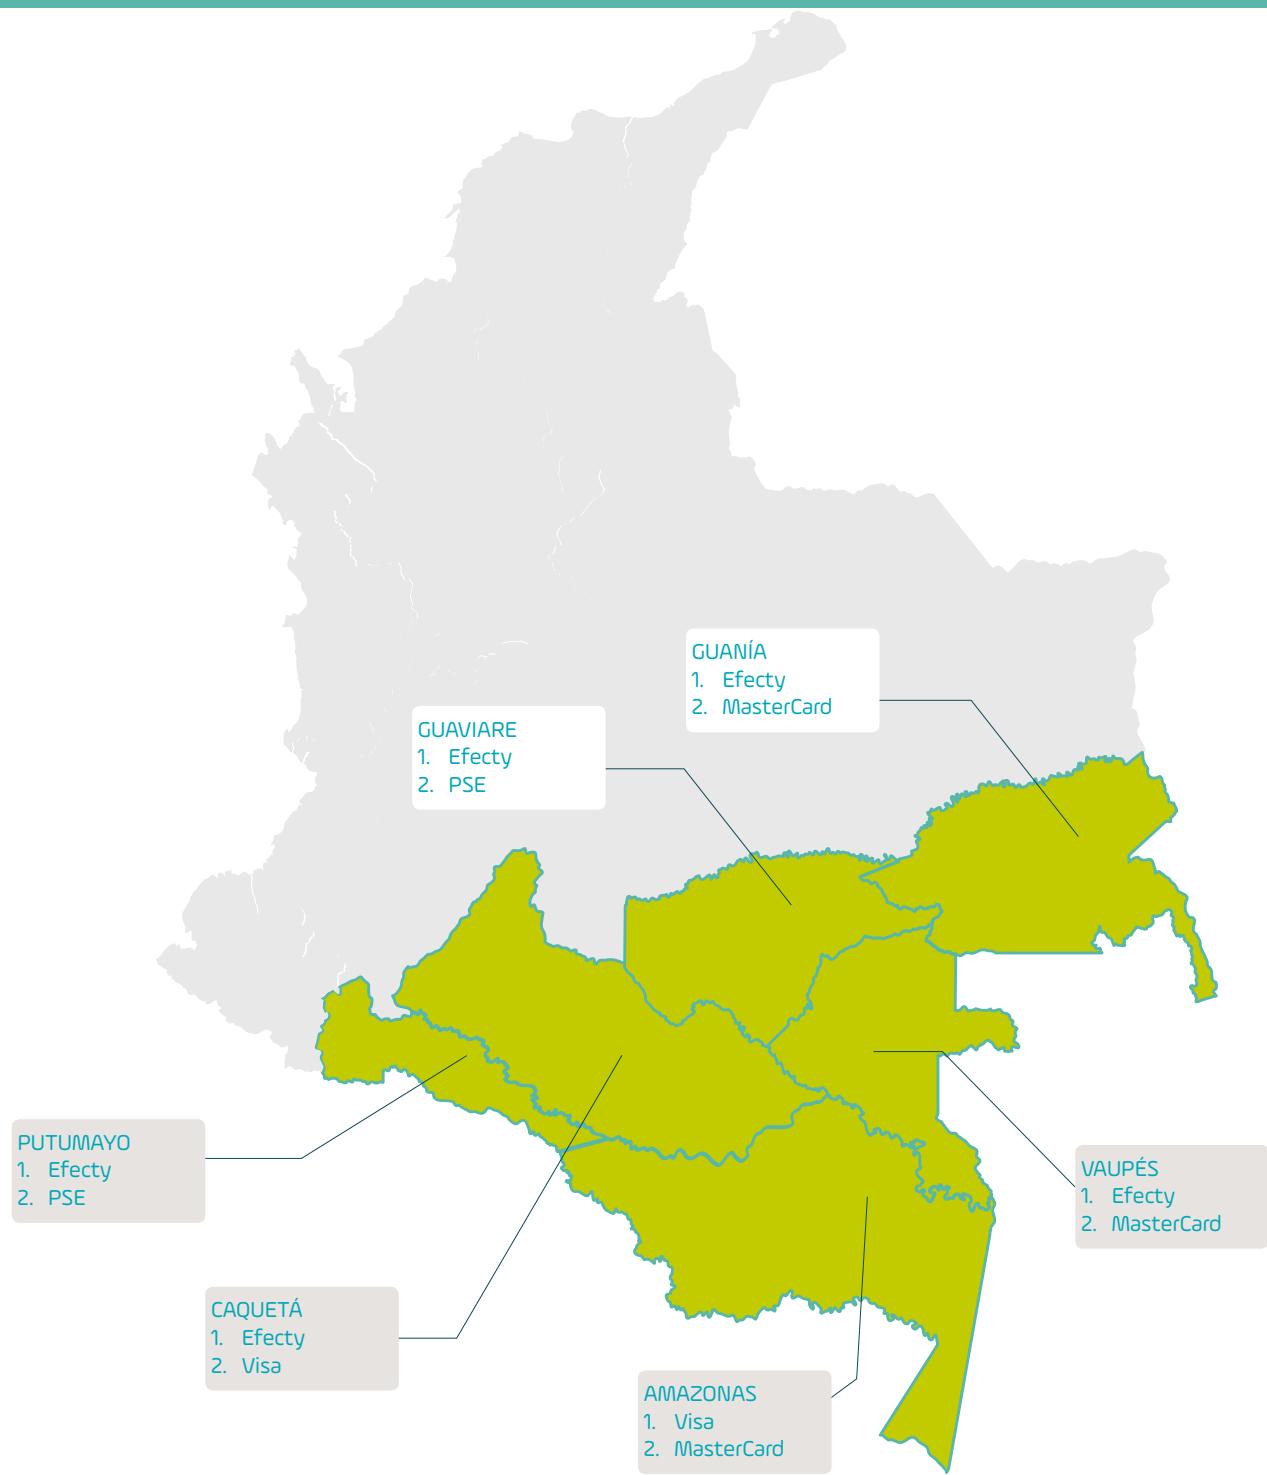 GUANÍA
1. Efecty
2. MasterCard
GUAVIARE
1. Efecty
2. PSE
PUTUMAYO
1. Efecty
2. PSE
VAUPÉS
1. Efecty
2. MasterCard
CAQUETÁ
1. Efecty
2. Visa
AMAZONAS
1. Visa
2. MasterCard